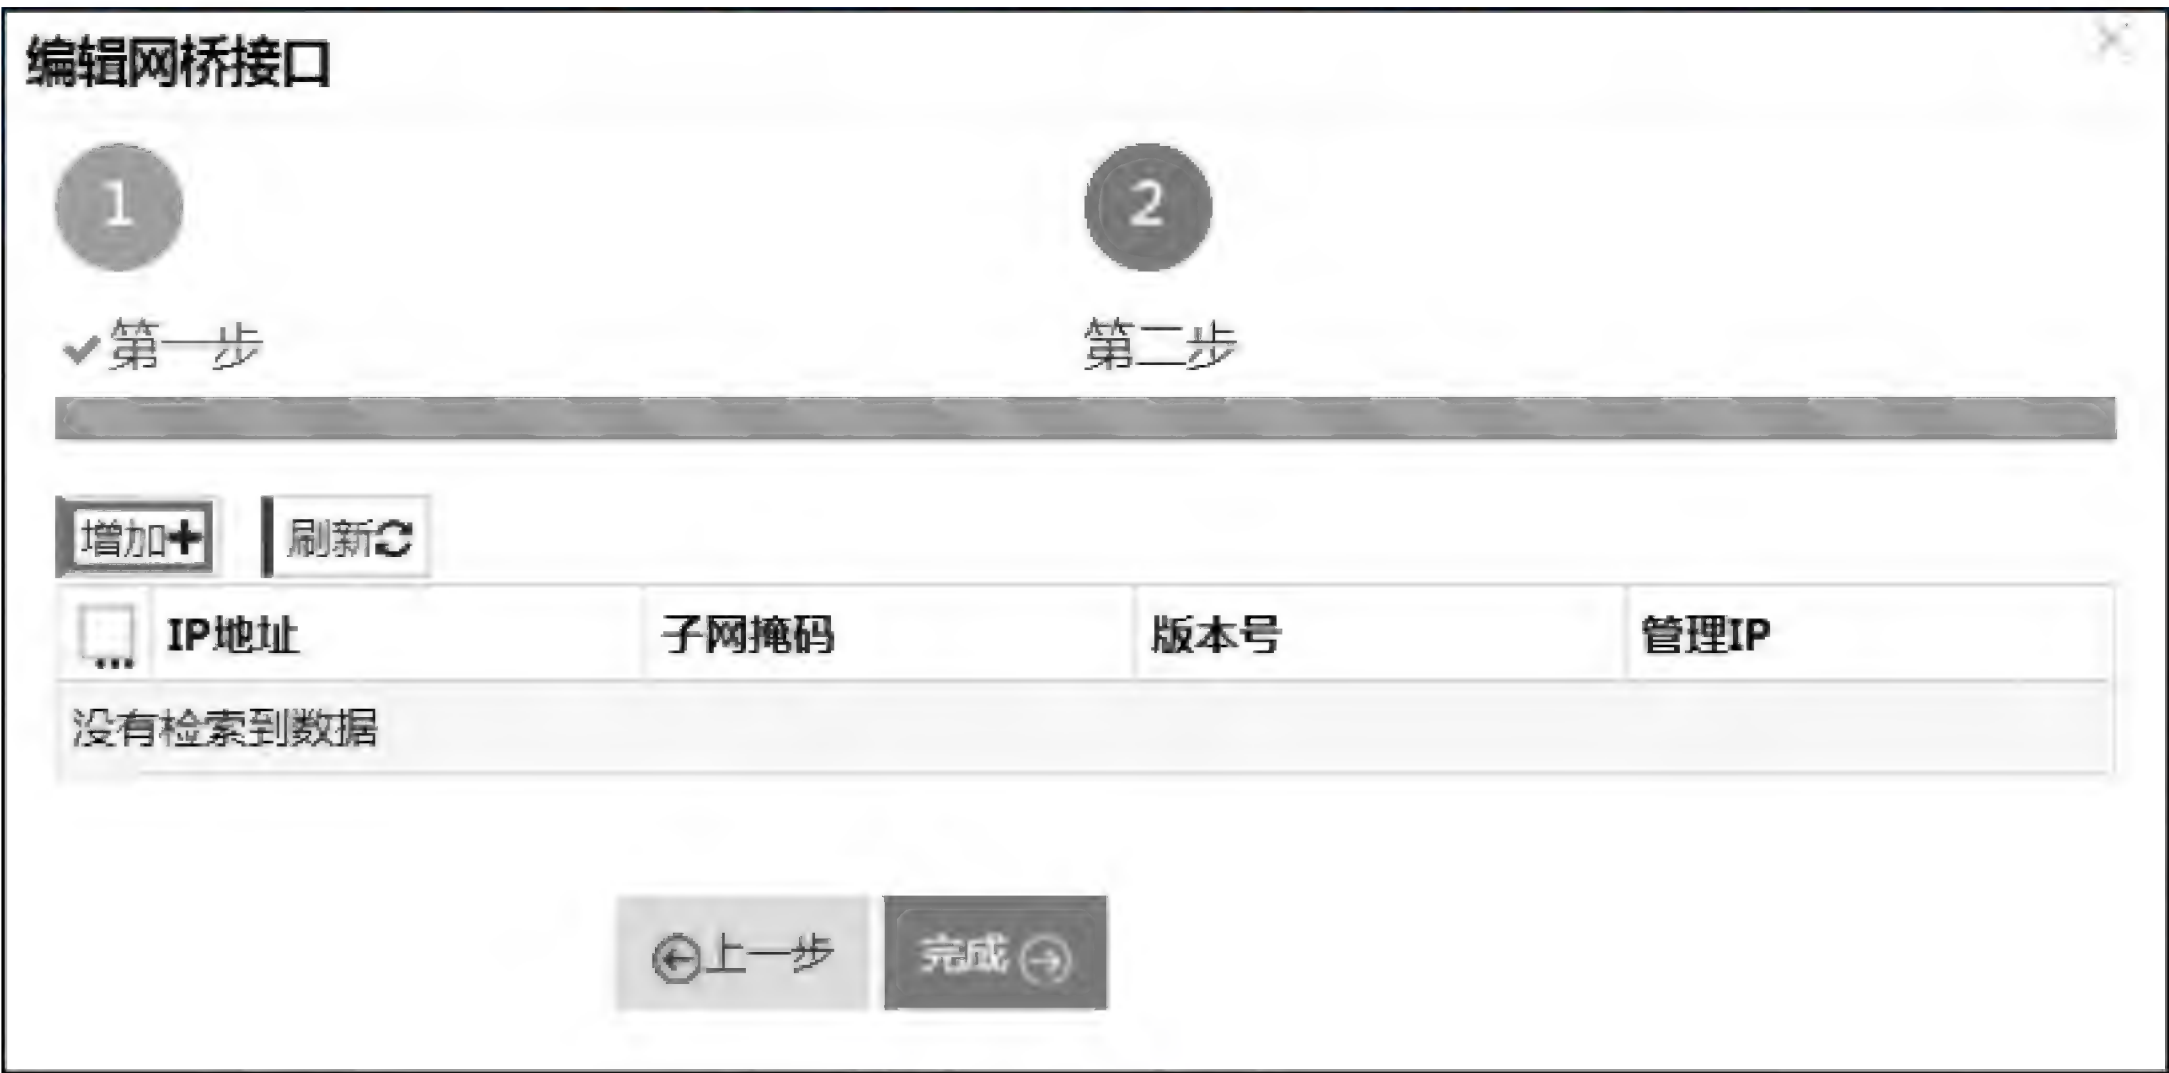 编辑网桥接口
1
2
第一步
第二步
增加 刷新
IP地址 子网掩码 版本号 管理IP
没有检索到数据
上一步 完成